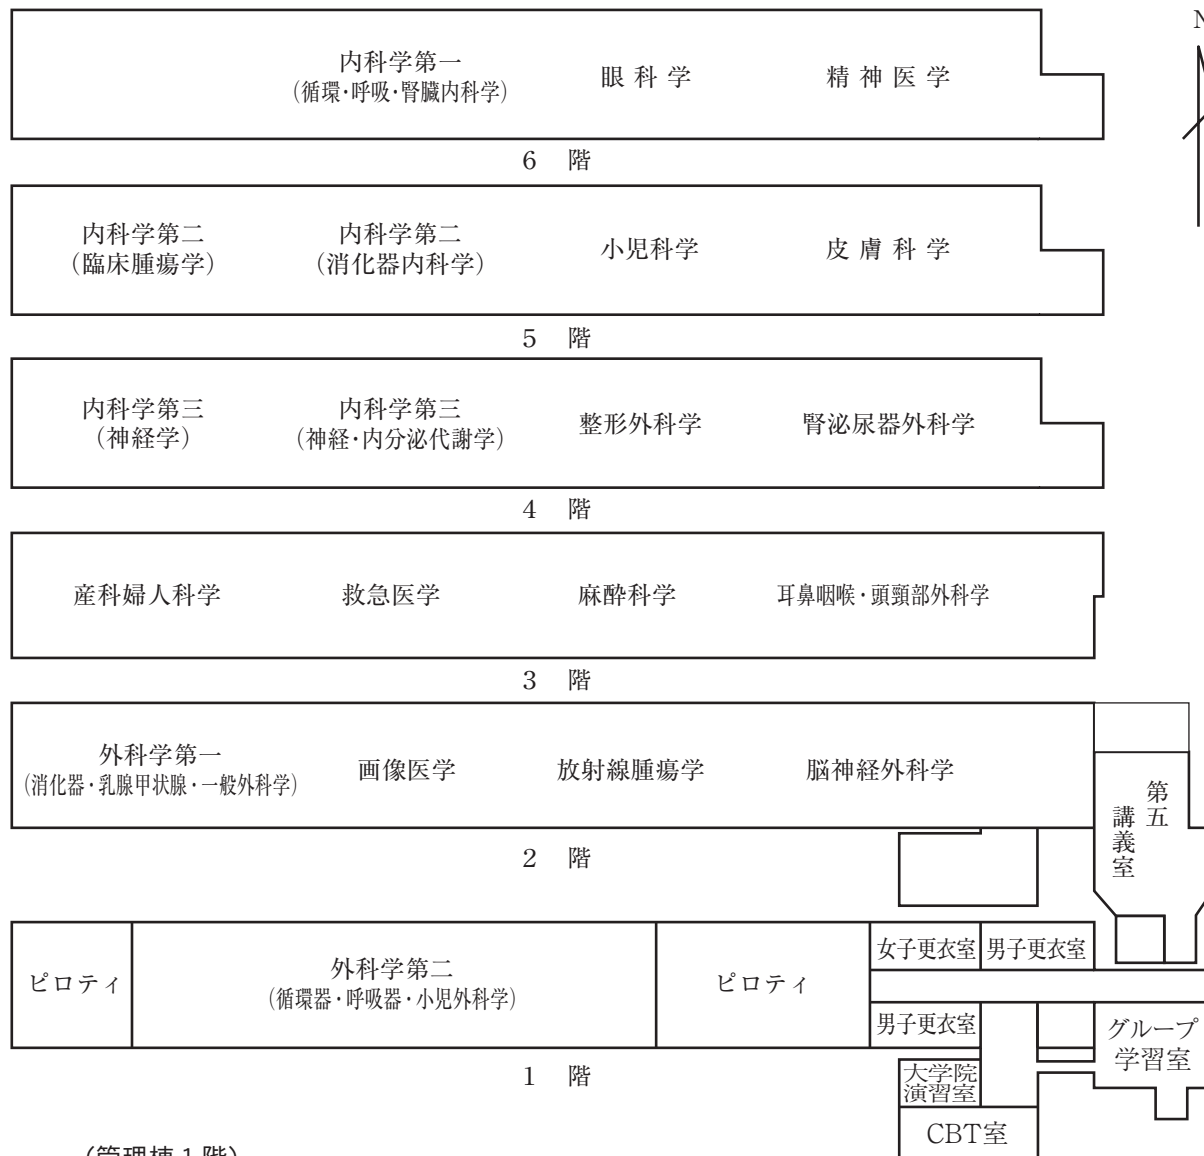 N
内科学第一
(循環・呼吸・腎臓内科学)
眼科学
精神医学
6 階
内科学第二
(臨床腫瘍学)
内科学第二
(消化器内科学)
小児科学
皮膚科学
5 階
内科学第三
(神経学)
内科学第三
(神経・内分泌代謝学)
整形外科学
腎泌尿器外科学
4 階
産科婦人科学
救急医学
麻酔科学
耳鼻咽喉・頭頸部外科学
3 階
外科学第一
(消化器・乳腺甲状腺・一般外科学)
画像医学
放射線腫瘍学
脳神経外科学
第五
講義室
2 階
ピロティ
外科学第二
(循環器・呼吸器・小児外科学)
ピロティ
女子更衣室
男子更衣室
男子更衣室
グループ
学習室
1 階
大学院
演習室
CBT室
(管理棟1階)